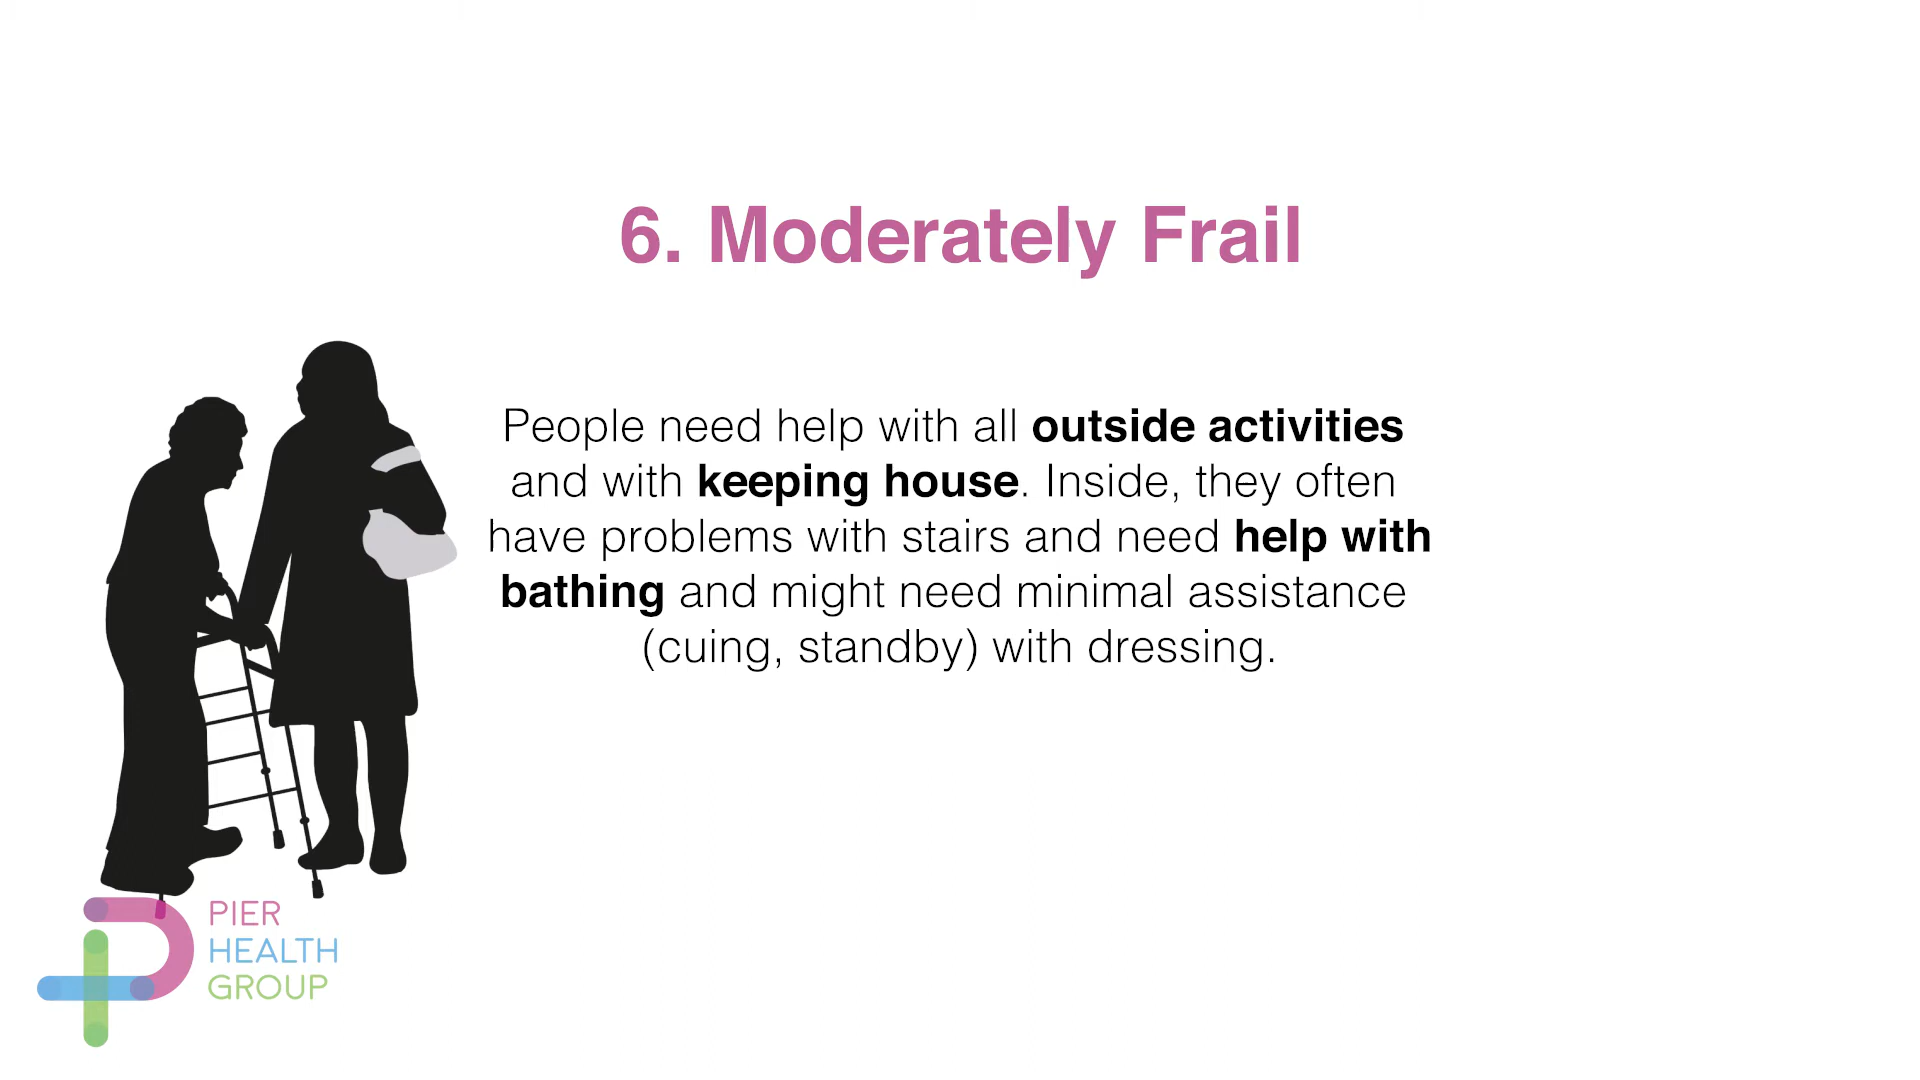 6. Moderately Frail
People need help with all outside activities
and with keeping house. Inside, they often
have problems with stairs and need help with
bathing and might need minimal assistance
(cuing, standby) with dressing.
PIER
HEALTH
GROUP